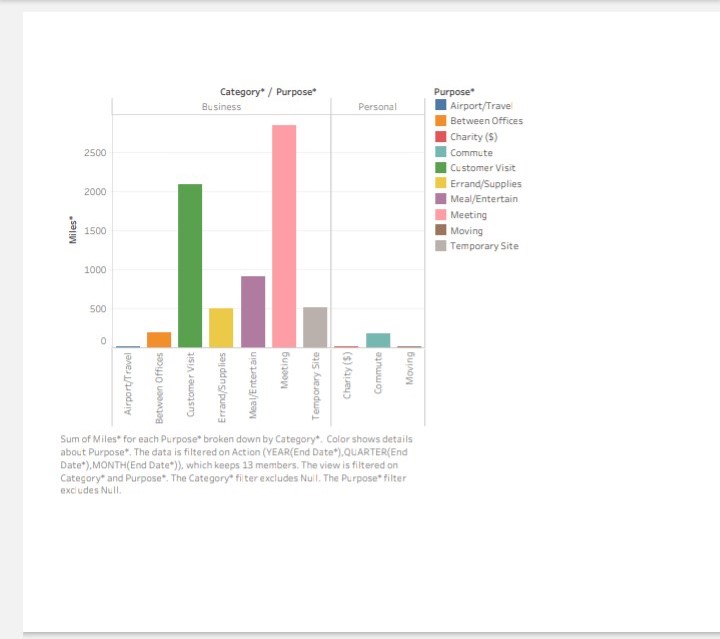 Category* / Purpose*
Business
Personal
Miles*
2500
2000
1500
1000
500
0
Airport/Travel
Between Offices
Customer Visit
Errand/Supplies
Meal/Entertain
Meeting
Temporary Site
Charity ($)
Commute
Moving
Purpose*
Airport/Travel
Between Offices
Charity ($)
Commute
Customer Visit
Errand/Supplies
Meal/Entertain
Meeting
Moving
Temporary Site
Sum of Miles* for each Purpose* broken down by Category*. Color shows details
about Purpose*. The data is filtered on Action (YEAR(End Date*),QUARTER(End
Date*),MONTH(End Date*)), which keeps 13 members. The view is filtered on
Category* and Purpose*. The Category* filter excludes Null. The Purpose* filter
excludes Null.